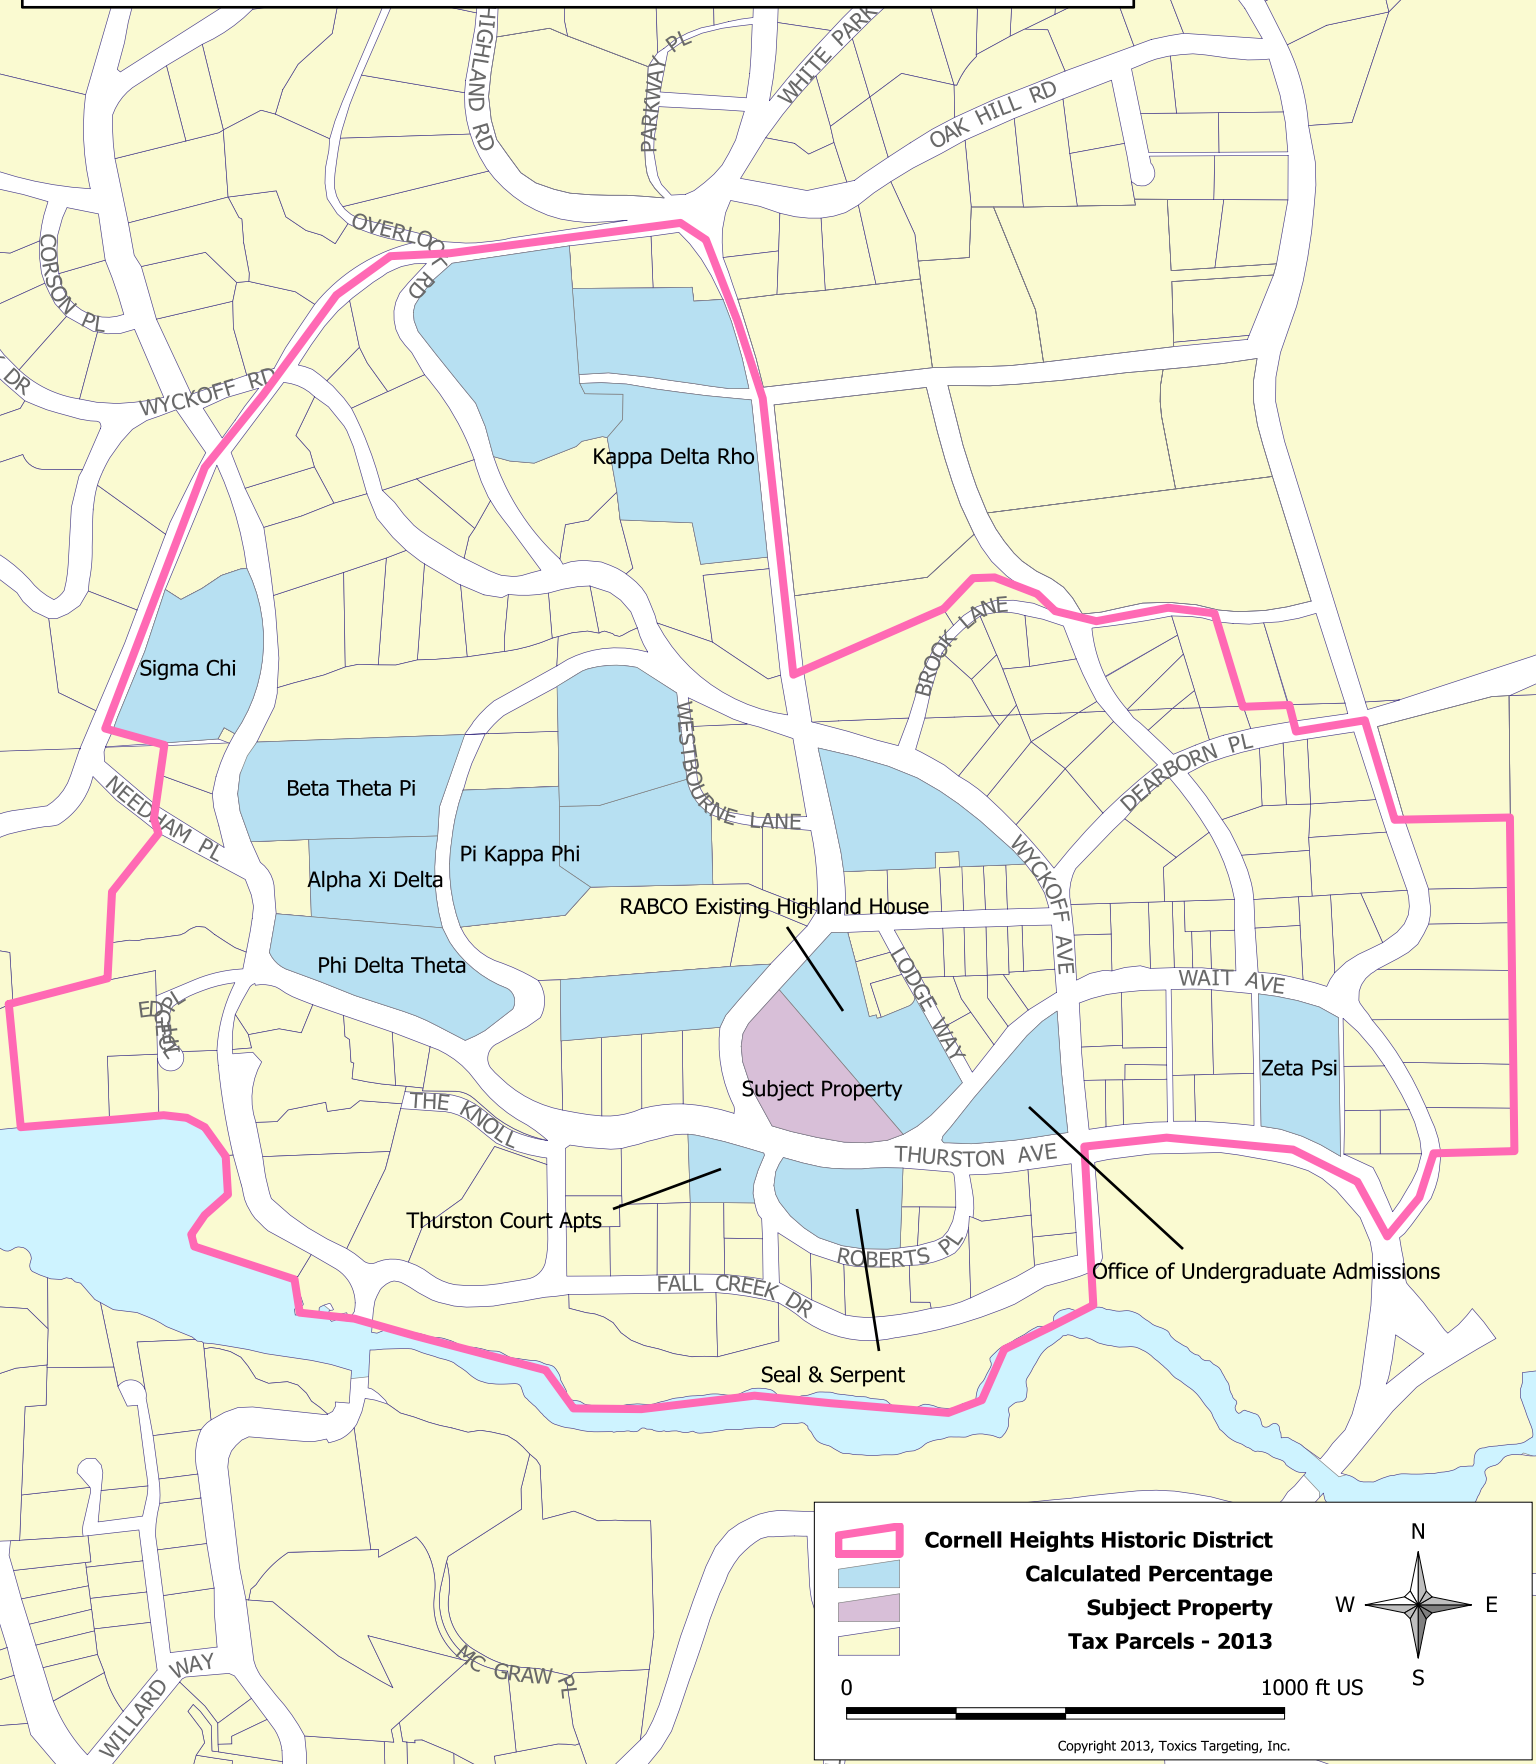 HIGHLAND RD
PARKWAY PL
WHITE PARK
OAK HILL RD
OVERLOOK RD
CORSON PL
DR
WYCKOFF RD
Kappa Delta Rho
BROOK LANE
Sigma Chi
WESTBOURNE LANE
DEARBORN PL
NEEDHAM PL
Beta Theta Pi
Pi Kappa Phi
Alpha Xi Delta
WYCKOFF AVE
RABCO Existing Highland House
Phi Delta Theta
LODGE WAY
WAIT AVE
Zeta Psi
Subject Property
THE KNOLL
THURSTON AVE
Thurston Court Apts
ROBERTS PL
Office of Undergraduate Admissions
FALL CREEK DR
Seal & Serpent
MC GRAW PL
WILLARD WAY
Cornell Heights Historic District
Calculated Percentage
Subject Property
Tax Parcels - 2013
N
W
E
S
0
1000 ft US
Copyright 2013, Toxics Targeting, Inc.